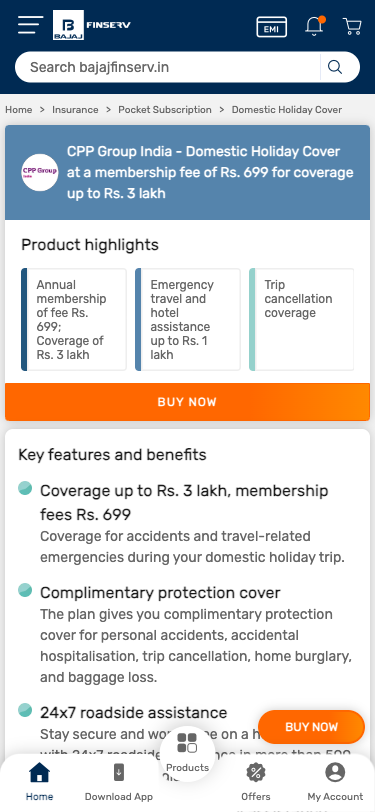 BAJAJ
FINSERV
EMI
Search bajajfinserv.in
Home > Insurance > Pocket Subscription > Domestic Holiday Cover
CPP Group
India
CPP Group India - Domestic Holiday Cover
at a membership fee of Rs. 699 for coverage
up to Rs. 3 lakh
Product highlights
Annual
membership
of fee Rs.
699;
Coverage of
Rs. 3 lakh
Emergency
travel and
hotel
assistance
up to Rs. 1
lakh
Trip
cancellation
coverage
BUY NOW
Key features and benefits
Coverage up to Rs. 3 lakh, membership
fees Rs. 699
Coverage for accidents and travel-related
emergencies during your domestic holiday trip.
Complimentary protection cover
The plan gives you complimentary protection
cover for personal accidents, accidental
hospitalisation, trip cancellation, home burglary,
and baggage loss.
24x7 roadside assistance
Stay secure and on a
BUY NOW
with 24x7 in more than 500
Home
Download App
Products
Offers
My Account